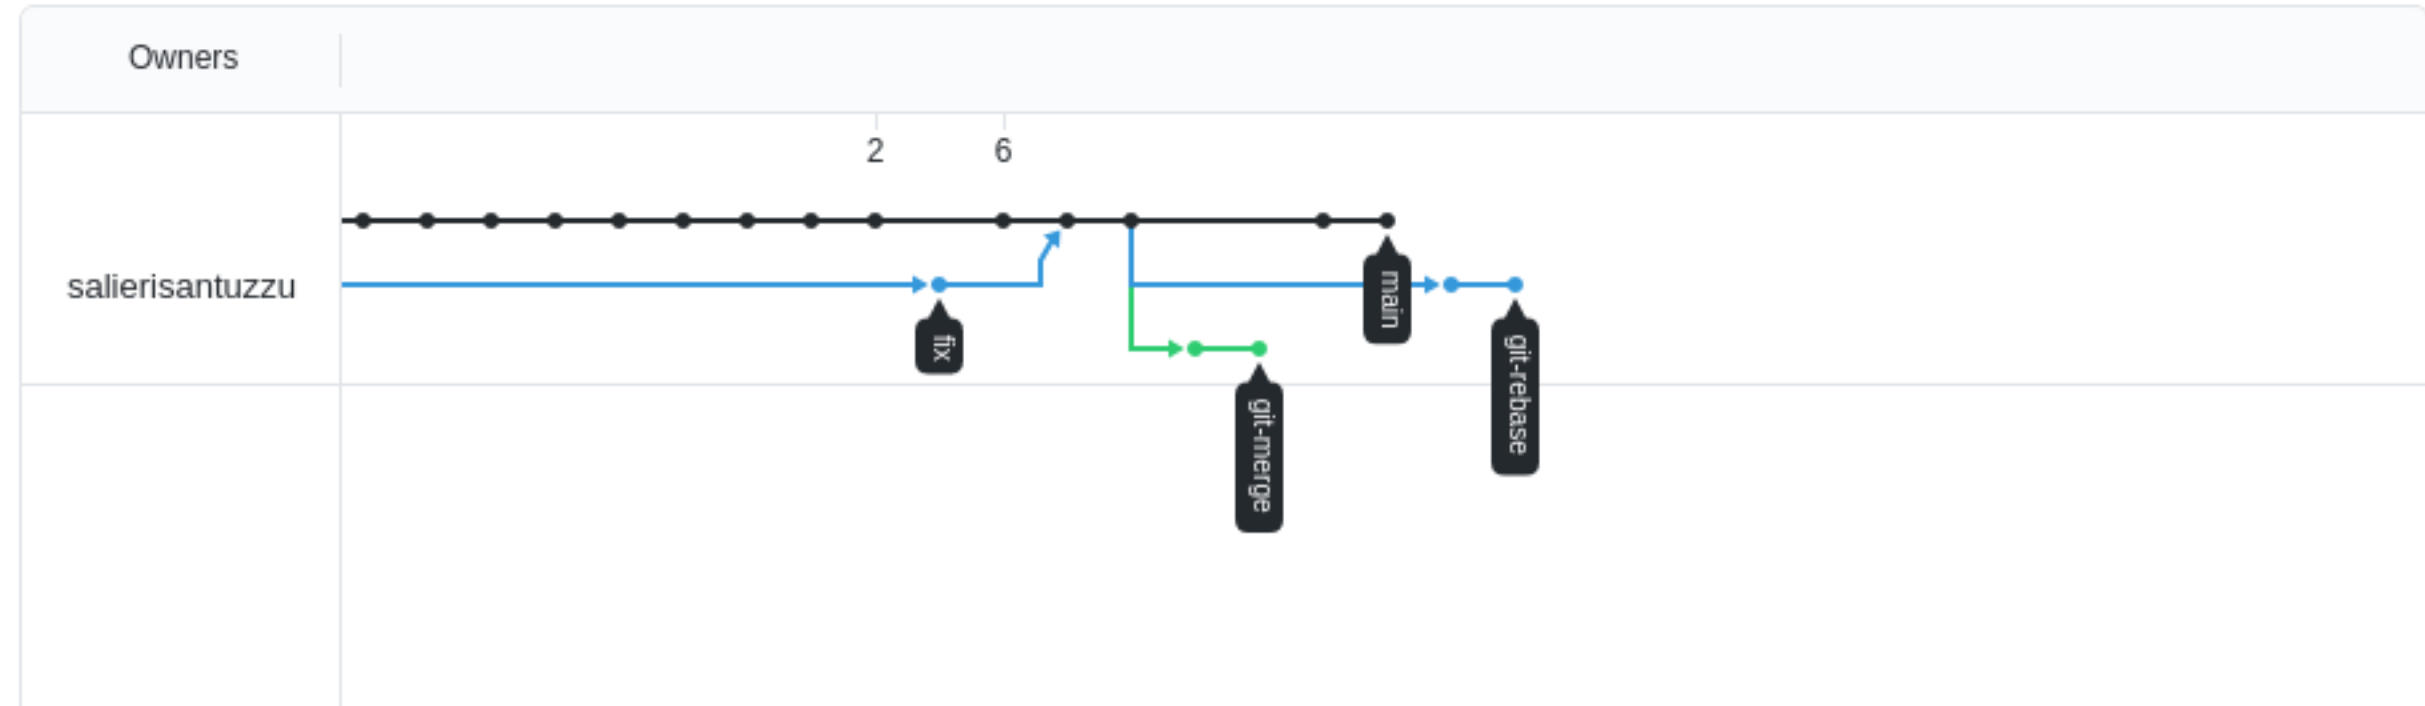 Owners
2 6
salierisantuzzu
fix
main
git-merge
git-rebase